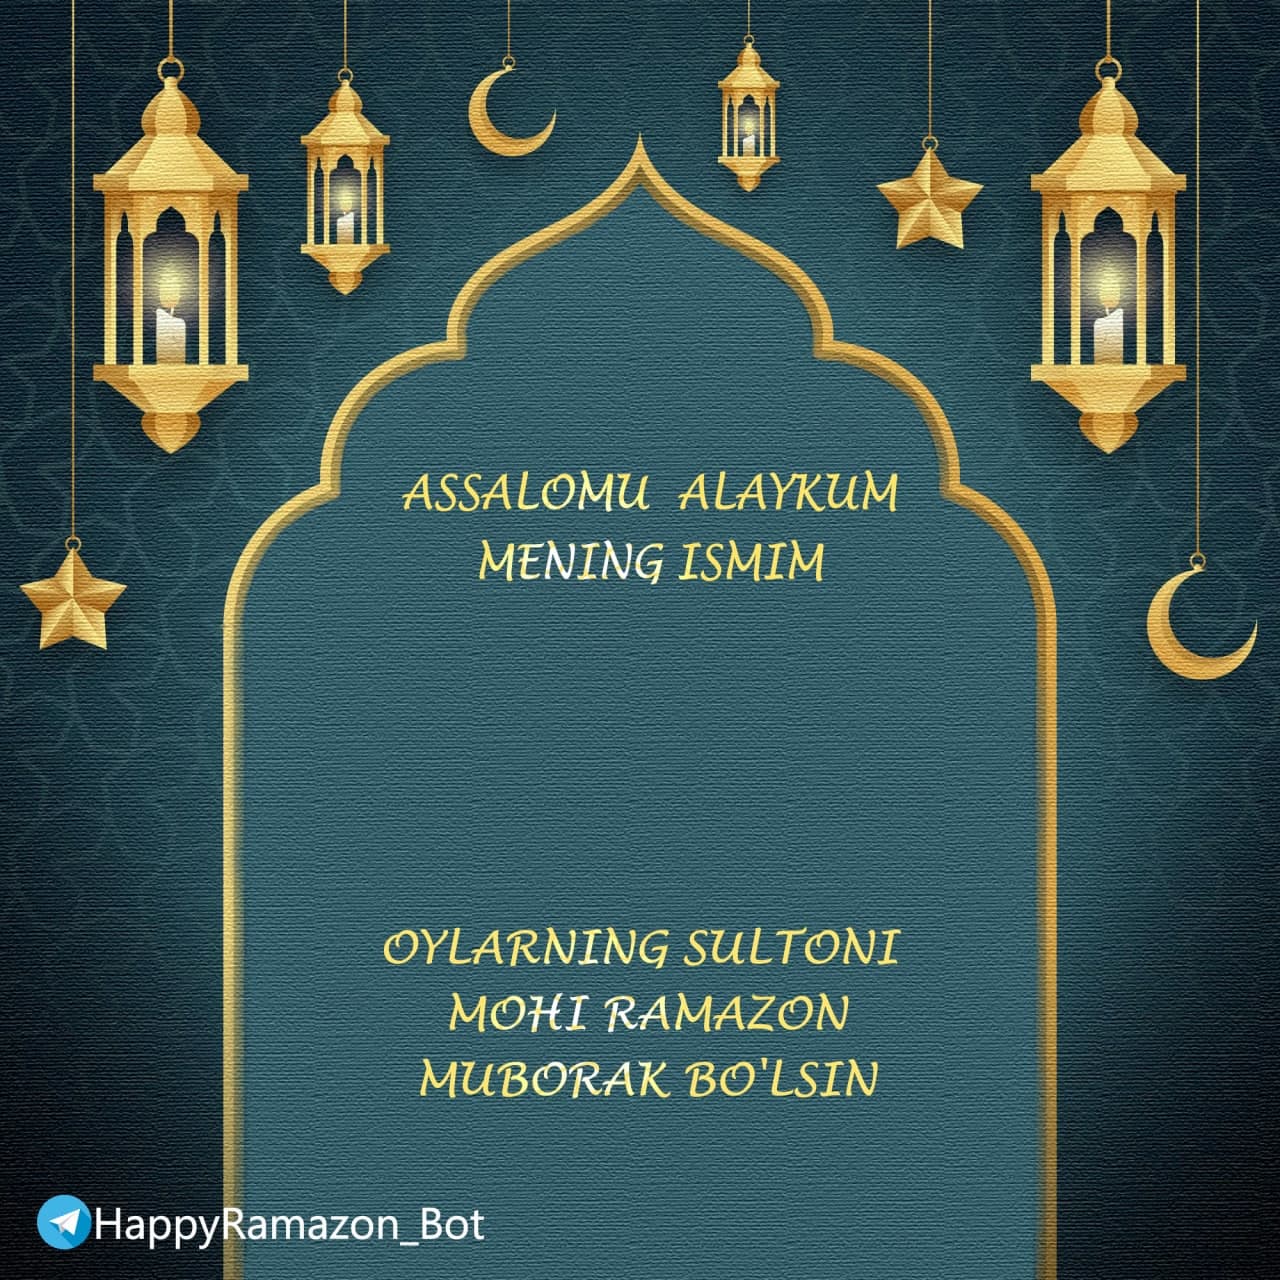 ASSALOMU ALAYKUM
MENING ISMIM
OYLARNING SULTONI
MOHI RAMAZON
MUBORAK BO'LSIN
HappyRamazon_Bot